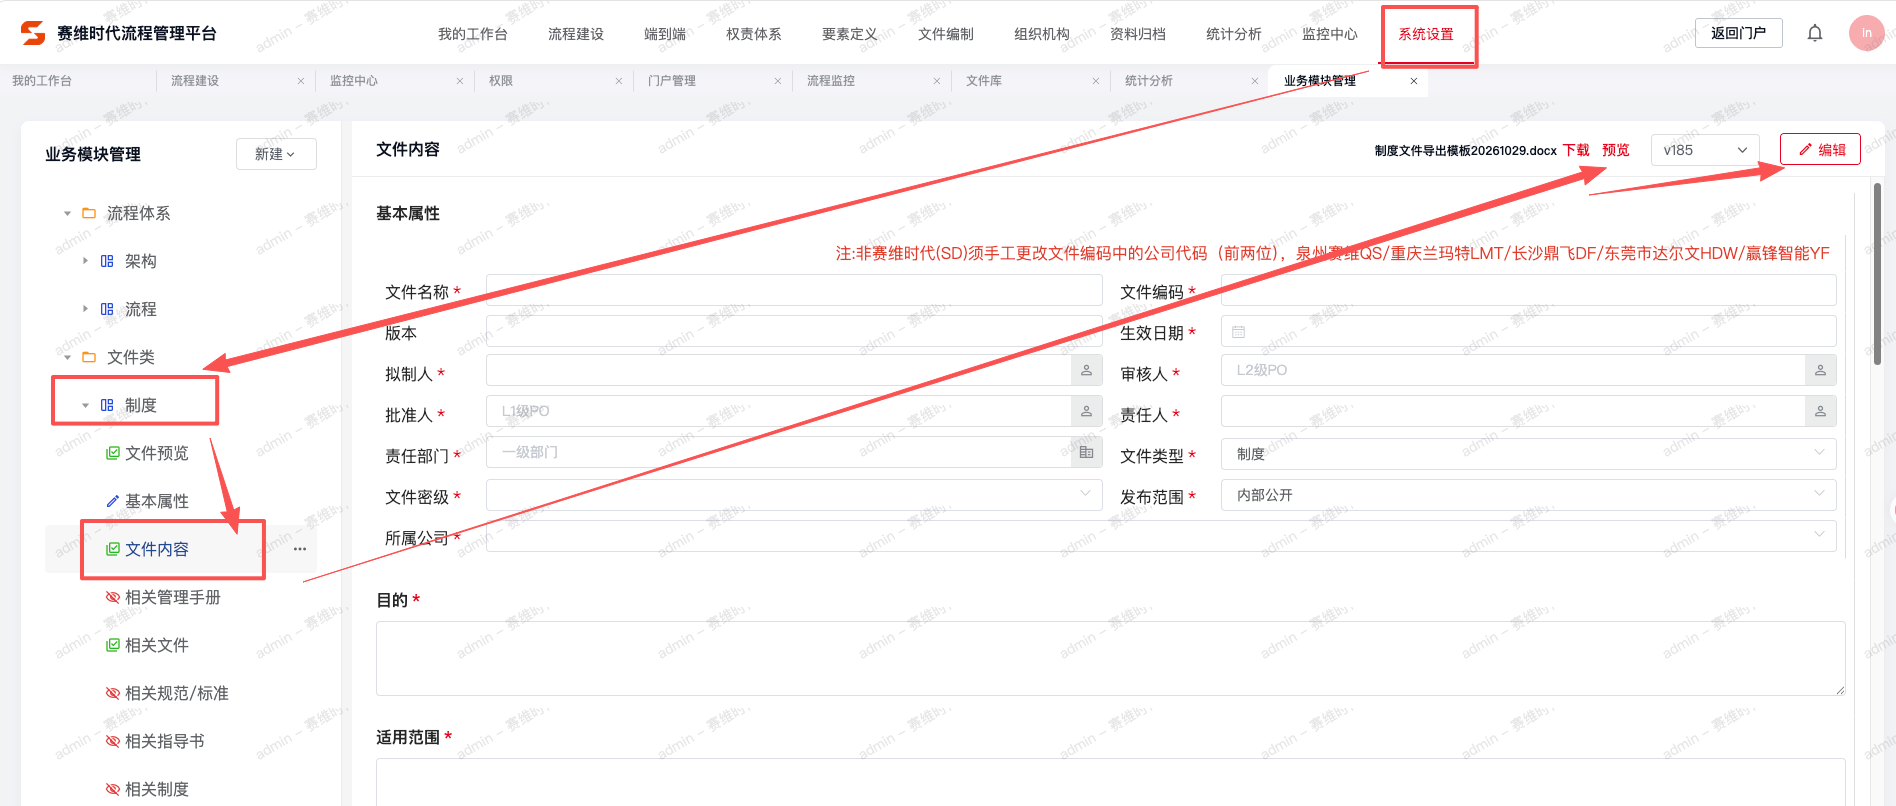 赛维时代流程管理平台
我的工作台 流程建设 端到端 权责体系 要素定义 文件编制 组织机构 资料归档 统计分析 监控中心 系统设置
返回门户
In
我的工作台 流程建设 监控中心 权限 门户管理 流程监控 文件库 统计分析 业务模块管理
业务模块管理
新建
流程体系
架构
流程
文件类
制度
文件预览
基本属性
文件内容
相关管理手册
相关文件
相关规范/标准
相关指导书
相关制度
文件内容
制度文件导出模板20261029.docx 下载 预览
v185
编辑
基本属性
注:非赛维时代(SD)须手工更改文件编码中的公司代码（前两位），泉州赛维QS/重庆兰玛特LMT/长沙鼎飞DF/东莞市达尔文HDW/赢锋智能YF
文件名称 *
文件编码 *
版本
生效日期 *
拟制人 *
审核人 * L2级PO
批准人 * L1级PO
责任人 *
责任部门 * 一级部门
文件类型 * 制度
文件密级 *
发布范围 * 内部公开
所属公司 *
目的 *
适用范围 *
admin – 赛维时代